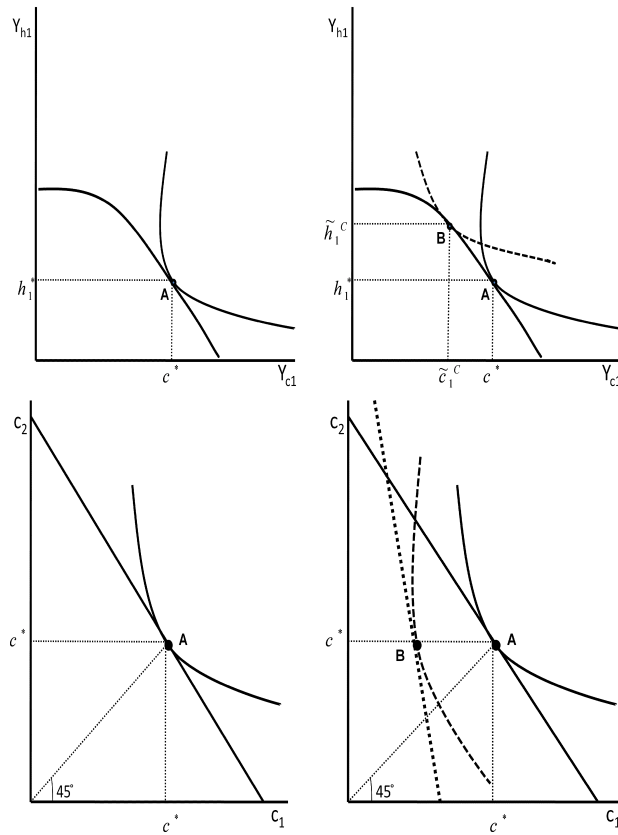 Y_h1
A
h_1^*
c^*
Y_c1
Y_h1
h̃_1^C
B
h_1^*
A
c̃_1^C
c^*
Y_c1
C_2
c^*
A
45°
c^*
C_1
C_2
c^*
B
A
45°
c^*
C_1